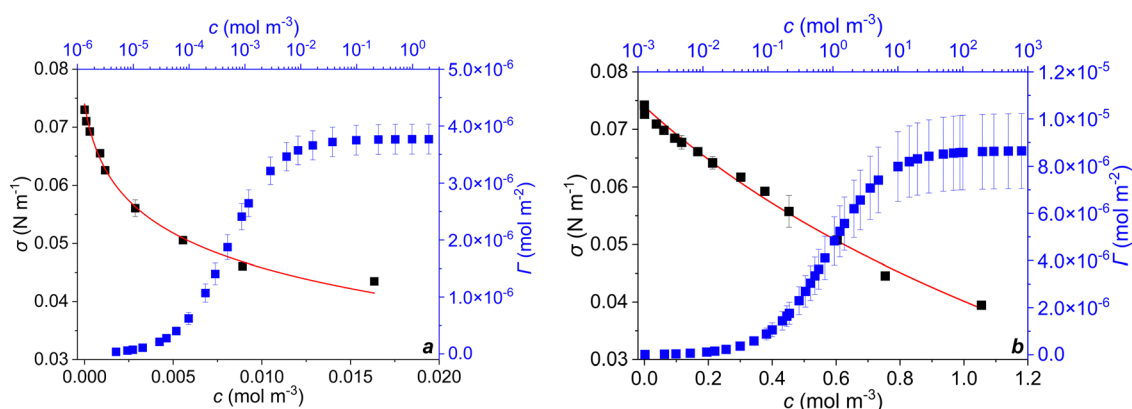 c (mol m⁻³)
10⁻⁶ 10⁻⁵ 10⁻⁴ 10⁻³ 10⁻² 10⁻¹ 10⁰
0.08
0.07
0.06
0.05
0.04
0.03
σ (N m⁻¹)
5.0×10⁻⁶
4.0×10⁻⁶
3.0×10⁻⁶
2.0×10⁻⁶
1.0×10⁻⁶
0.0
Γ (mol m⁻²)
a
0.000 0.005 0.010 0.015 0.020
c (mol m⁻³)
c (mol m⁻³)
10⁻³ 10⁻² 10⁻¹ 10⁰ 10¹ 10² 10³
0.08
0.07
0.06
0.05
0.04
0.03
σ (N m⁻¹)
1.2×10⁻⁵
1.0×10⁻⁵
8.0×10⁻⁶
6.0×10⁻⁶
4.0×10⁻⁶
2.0×10⁻⁶
0.0
Γ (mol m⁻²)
b
0.0 0.2 0.4 0.6 0.8 1.0 1.2
c (mol m⁻³)